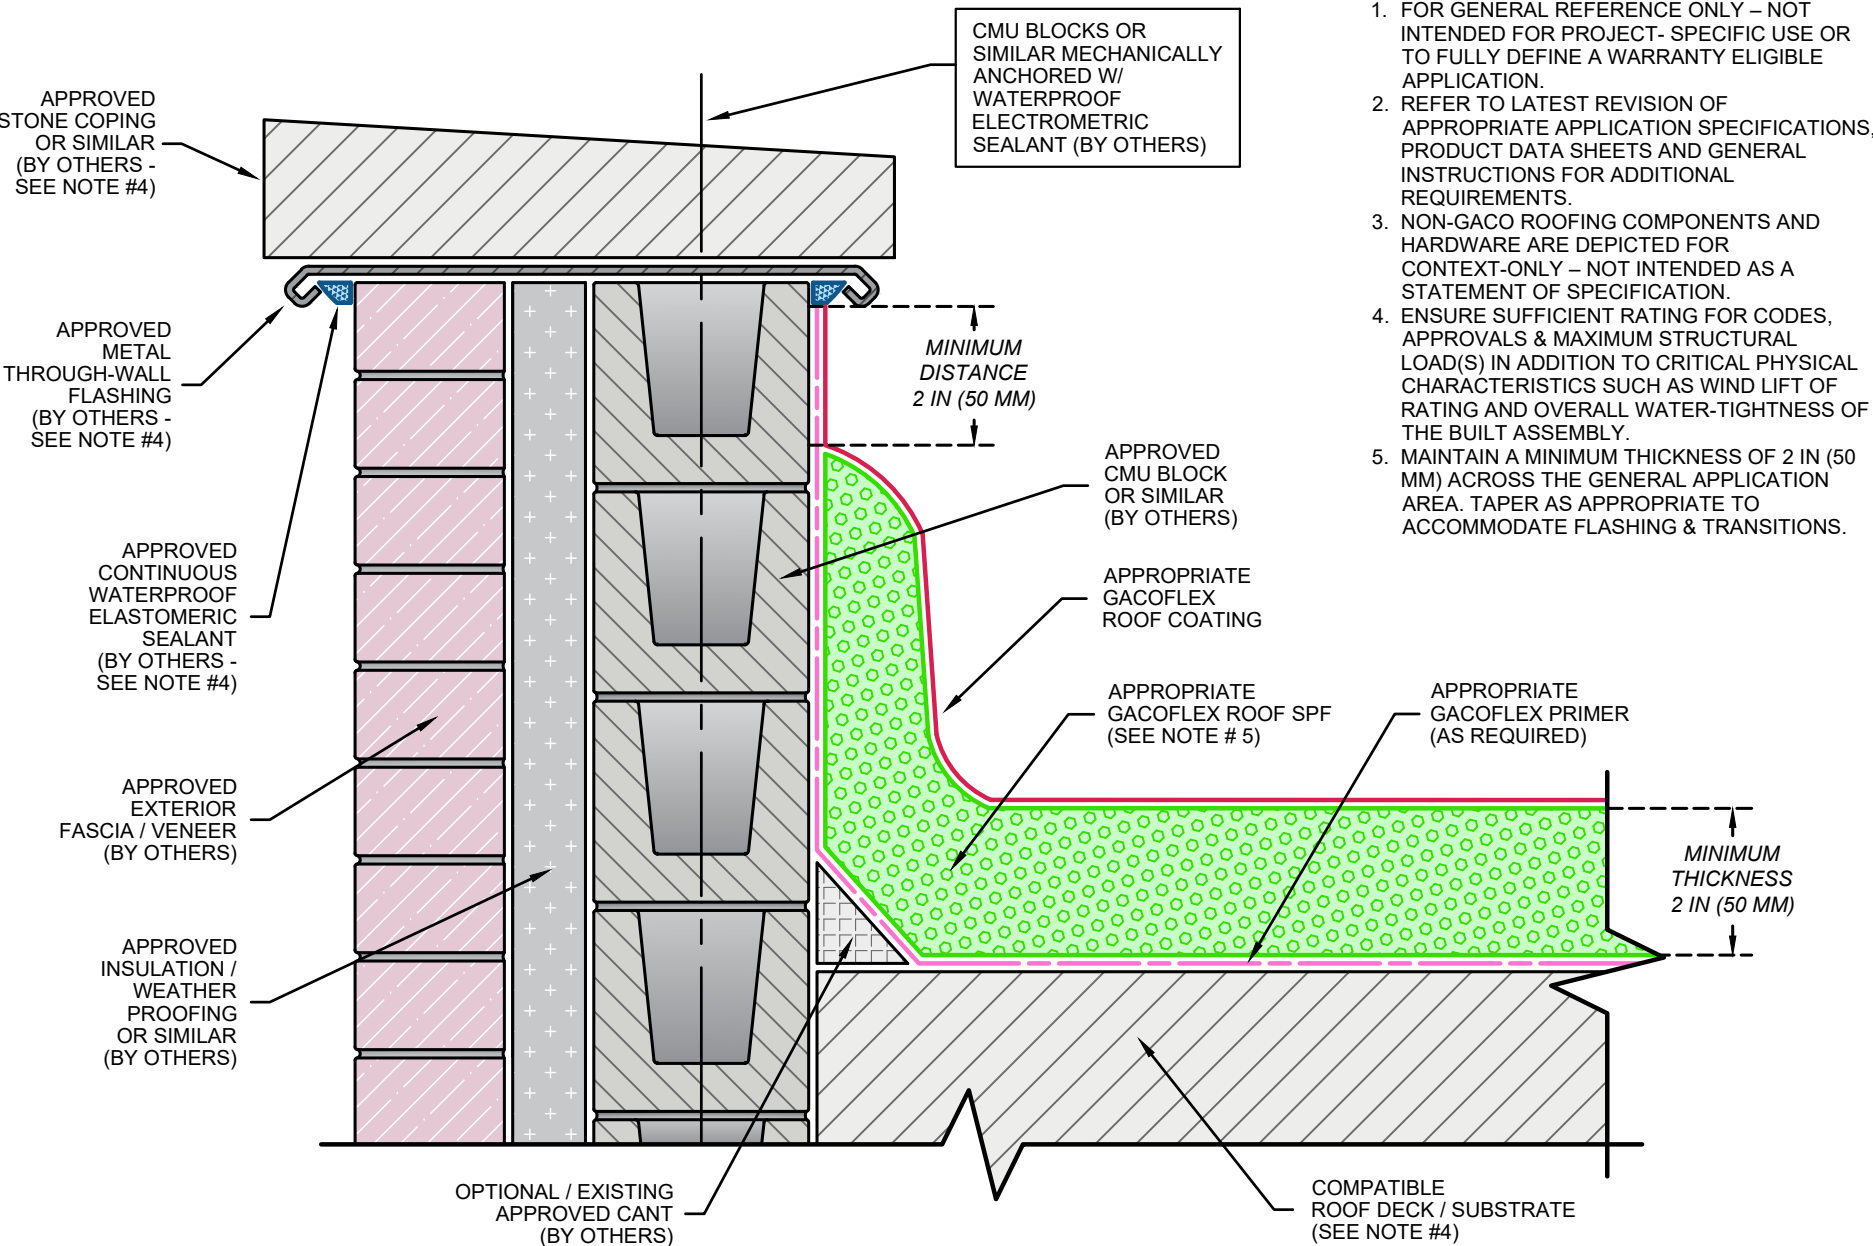 CMU BLOCKS OR
SIMILAR MECHANICALLY
ANCHORED W/
WATERPROOF
ELECTROMETRIC
SEALANT (BY OTHERS)
APPROVED
STONE COPING
OR SIMILAR
(BY OTHERS -
SEE NOTE #4)
APPROVED
METAL
THROUGH-WALL
FLASHING
(BY OTHERS -
SEE NOTE #4)
APPROVED
CONTINUOUS
WATERPROOF
ELASTOMERIC
SEALANT
(BY OTHERS -
SEE NOTE #4)
APPROVED
EXTERIOR
FASCIA / VENEER
(BY OTHERS)
APPROVED
INSULATION /
WEATHER
PROOFING
OR SIMILAR
(BY OTHERS)
OPTIONAL / EXISTING
APPROVED CANT
(BY OTHERS)
MINIMUM
DISTANCE
2 IN (50 MM)
APPROVED
CMU BLOCK
OR SIMILAR
(BY OTHERS)
APPROPRIATE
GACOFLEX
ROOF COATING
APPROPRIATE
GACOFLEX ROOF SPF
(SEE NOTE # 5)
APPROPRIATE
GACOFLEX PRIMER
(AS REQUIRED)
MINIMUM
THICKNESS
2 IN (50 MM)
COMPATIBLE
ROOF DECK / SUBSTRATE
(SEE NOTE #4)
1. FOR GENERAL REFERENCE ONLY – NOT
INTENDED FOR PROJECT- SPECIFIC USE OR
TO FULLY DEFINE A WARRANTY ELIGIBLE
APPLICATION.
2. REFER TO LATEST REVISION OF
APPROPRIATE APPLICATION SPECIFICATIONS,
PRODUCT DATA SHEETS AND GENERAL
INSTRUCTIONS FOR ADDITIONAL
REQUIREMENTS.
3. NON-GACO ROOFING COMPONENTS AND
HARDWARE ARE DEPICTED FOR
CONTEXT-ONLY – NOT INTENDED AS A
STATEMENT OF SPECIFICATION.
4. ENSURE SUFFICIENT RATING FOR CODES,
APPROVALS & MAXIMUM STRUCTURAL
LOAD(S) IN ADDITION TO CRITICAL PHYSICAL
CHARACTERISTICS SUCH AS WIND LIFT OF
RATING AND OVERALL WATER-TIGHTNESS OF
THE BUILT ASSEMBLY.
5. MAINTAIN A MINIMUM THICKNESS OF 2 IN (50
MM) ACROSS THE GENERAL APPLICATION
AREA. TAPER AS APPROPRIATE TO
ACCOMMODATE FLASHING & TRANSITIONS.